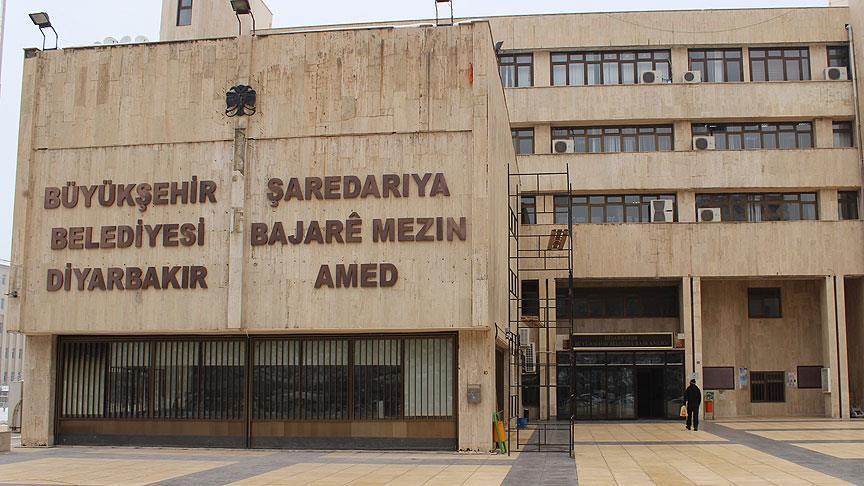 BÜYÜKŞEHİR
BELEDİYESİ
DİYARBAKIR
ŞAREDARIYA
BAJARÊ MEZIN
AMED